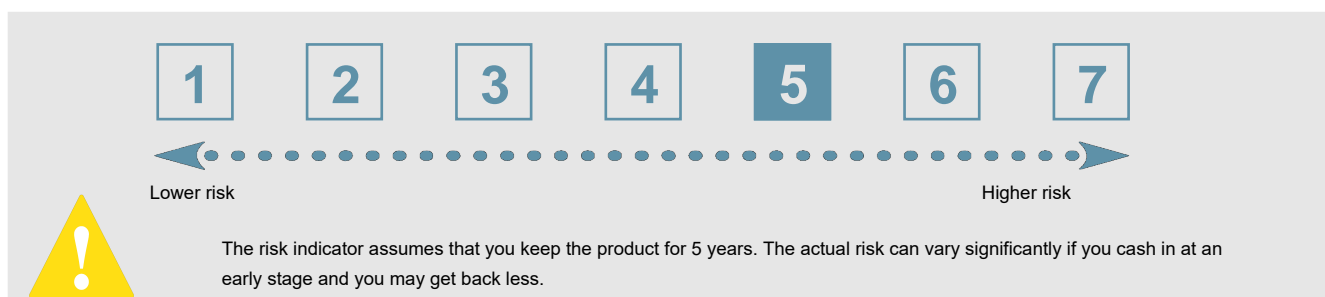 1 2 3 4 5 6 7
Lower risk Higher risk
The risk indicator assumes that you keep the product for 5 years. The actual risk can vary significantly if you cash in at an
early stage and you may get back less.